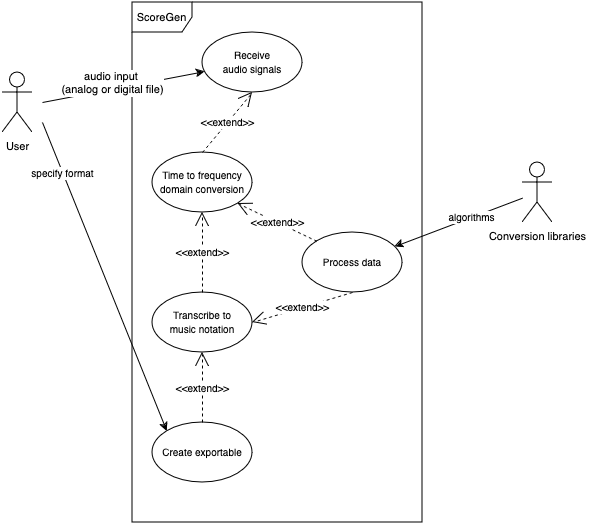 ScoreGen
Receive
audio signals
audio input
(analog or digital file)
User
<<extend>>
specify format
Time to frequency
domain conversion
algorithms
Conversion libraries
<<extend>>
<<extend>>
Process data
<<extend>>
Transcribe to
music notation
<<extend>>
Create exportable